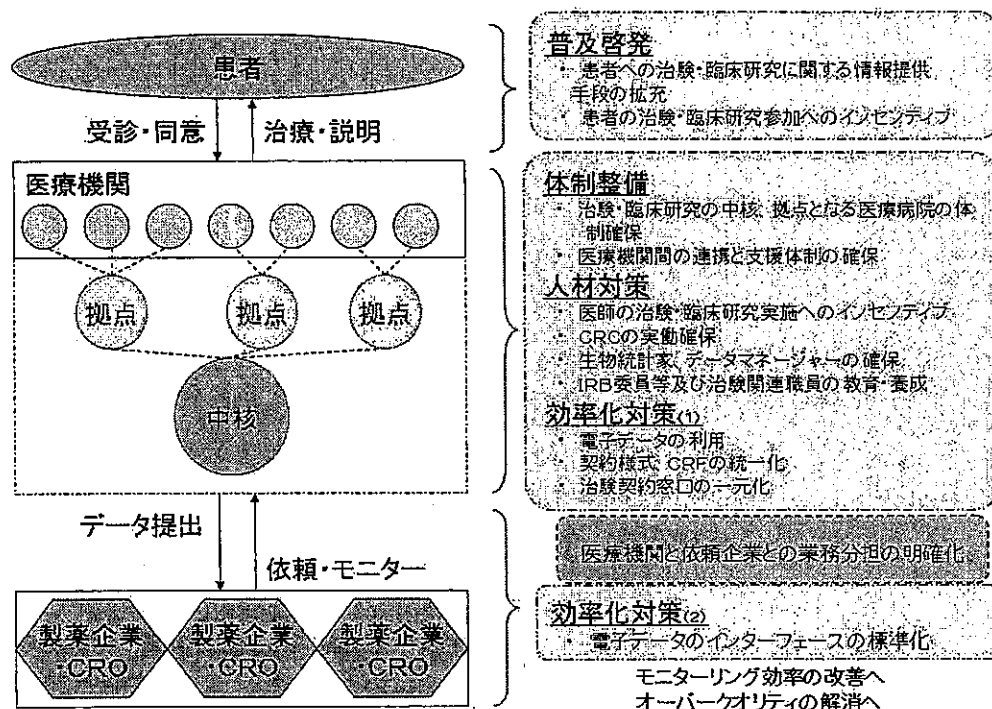 患者
受診・同意
治療・説明
医療機関
拠点
拠点
拠点
中核
データ提出
依頼・モニター
製薬企業
・CRO
製薬企業
・CRO
製薬企業
・CRO
普及啓発
・ 患者への治験・臨床研究に関する情報提供
手段の拡充
・ 患者の治験・臨床研究参加へのインセンティブ
体制整備
・ 治験・臨床研究の中核、拠点となる医療病院の体
制確保
・ 医療機関間の連携と支援体制の確保
人材対策
・ 医師の治験・臨床研究実施へのインセンティブ
・ CRCの実働確保
・ 生物統計家、データマネージャーの確保
・ IRB委員等及び治験関連職員の教育・養成
効率化対策(1)
・ 電子データの利用
・ 契約様式、CRFの統一化
・ 治験契約窓口の一元化
医療機関と依頼企業との業務分担の明確化
効率化対策(2)
・ 電子データのインターフェースの標準化
モニターリング効率の改善へ
オーバークオリティの解消へ